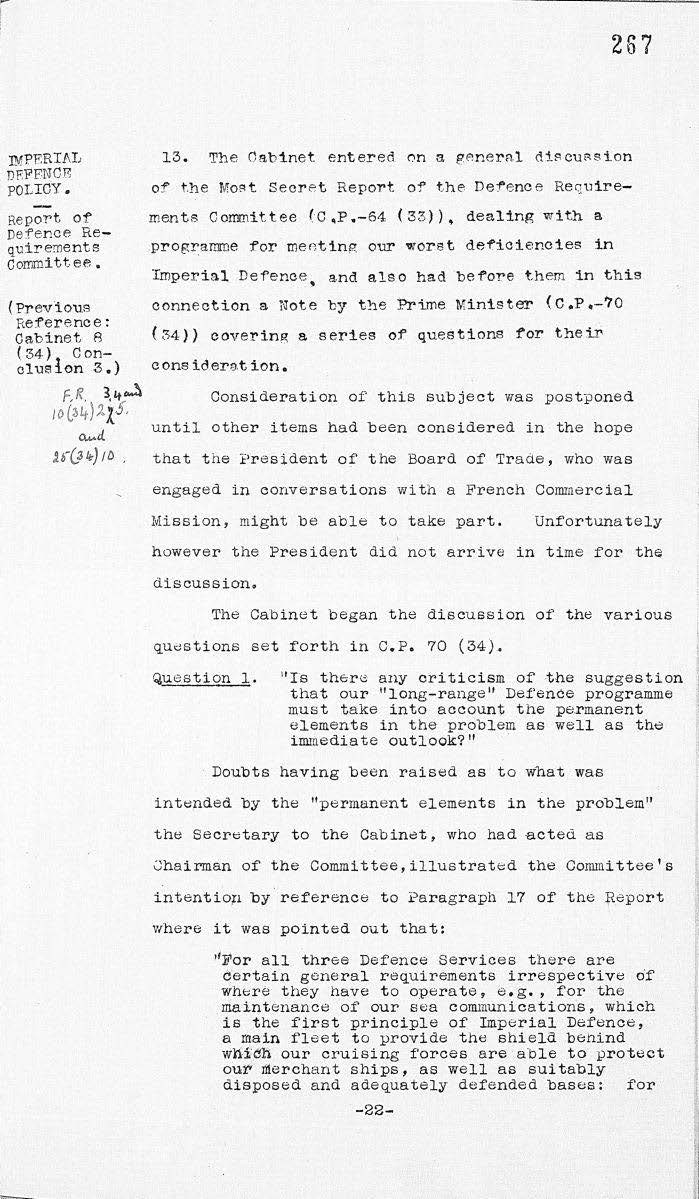 267
IMPERIAL
DEFENCE
POLICY.
Report of
Defence Re-
quirements
Committee.
(Previous
Reference:
Cabinet 8
(34), Con-
clusion 3.)
F.R. 3,4 and
10(34)2 5.
and
25(34)10.
13. The Cabinet entered on a general discussion
of the Most Secret Report of the Defence Require-
ments Committee (C.P.-64 (33)), dealing with a
programme for meeting our worst deficiencies in
Imperial Defence, and also had before them in this
connection a Note by the Prime Minister (C.P.-70
(34)) covering a series of questions for their
consideration.
Consideration of this subject was postponed
until other items had been considered in the hope
that the President of the Board of Trade, who was
engaged in conversations with a French Commercial
Mission, might be able to take part. Unfortunately
however the President did not arrive in time for the
discussion.
The Cabinet began the discussion of the various
questions set forth in C.P. 70 (34).
Question 1. "Is there any criticism of the suggestion
that our "long-range" Defence programme
must take into account the permanent
elements in the problem as well as the
immediate outlook?"
Doubts having been raised as to what was
intended by the "permanent elements in the problem"
the Secretary to the Cabinet, who had acted as
Chairman of the Committee,illustrated the Committee's
intention by reference to Paragraph 17 of the Report
where it was pointed out that:
"For all three Defence Services there are
certain general requirements irrespective of
where they have to operate, e.g., for the
maintenance of our sea communications, which
is the first principle of Imperial Defence,
a main fleet to provide the shield behind
which our cruising forces are able to protect
our merchant ships, as well as suitably
disposed and adequately defended bases: for
-22-